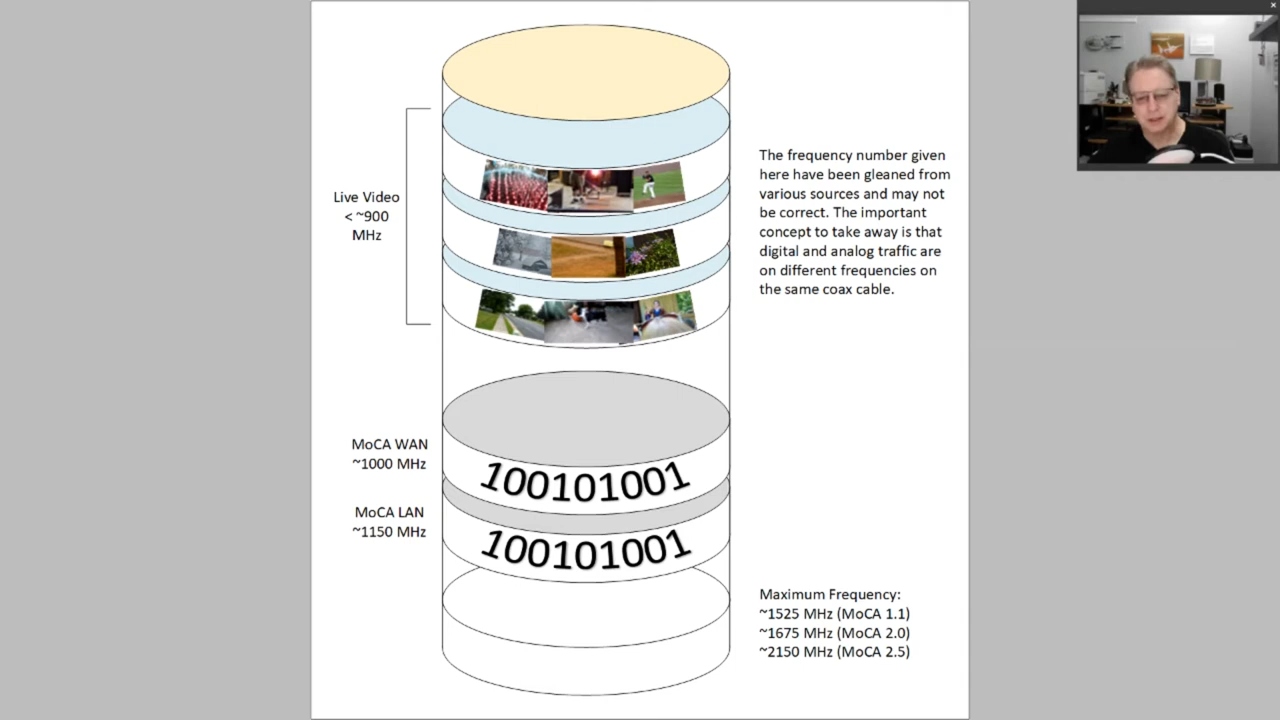 Live Video
< ~900
MHz
The frequency number given
here have been gleaned from
various sources and may not
be correct. The important
concept to take away is that
digital and analog traffic are
on different frequencies on
the same coax cable.
MoCA WAN
~1000 MHz
100101001
MoCA LAN
~1150 MHz
100101001
Maximum Frequency:
~1525 MHz (MoCA 1.1)
~1675 MHz (MoCA 2.0)
~2150 MHz (MoCA 2.5)